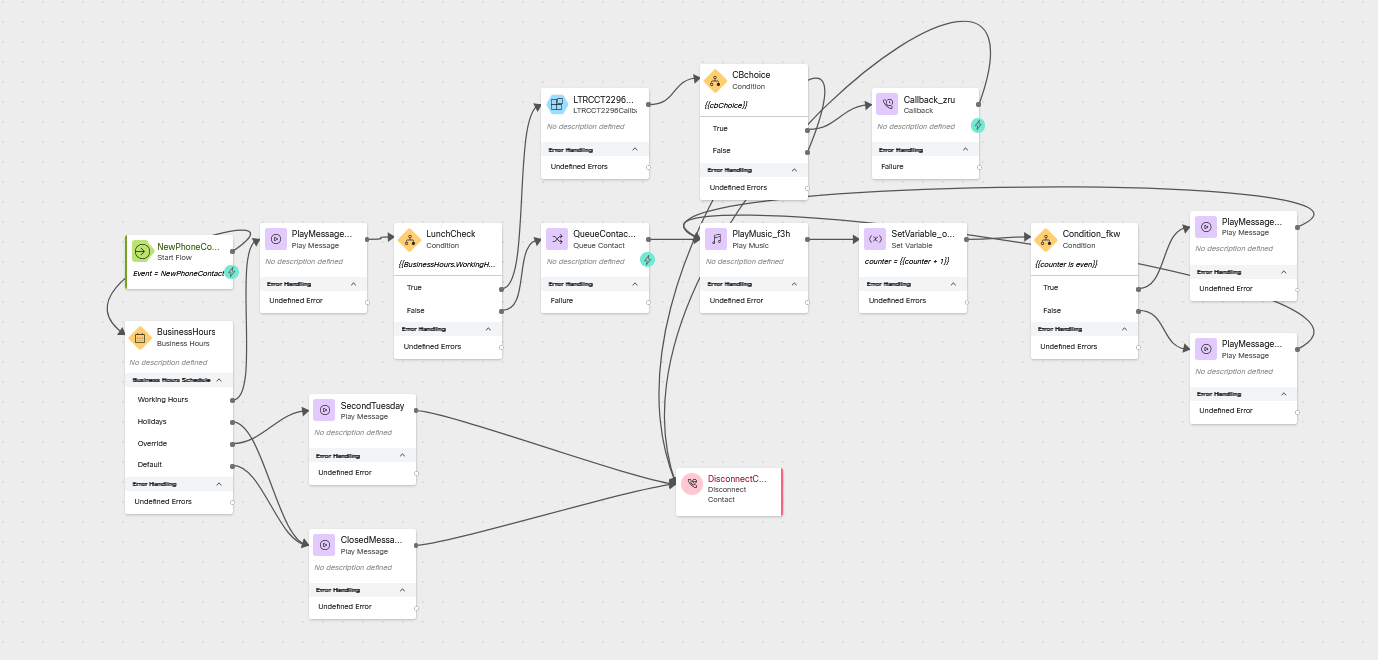 NewPhoneCo...
Start Flow
Event = NewPhoneContact
BusinessHours
Business Hours
No description defined
Business Hours Schedule
Working Hours
Holidays
Override
Default
Error Handling
Undefined Errors
PlayMessage...
Play Message
No description defined
Error Handling
Undefined Error
LunchCheck
Condition
{{BusinessHours.WorkingH...
True
False
Error Handling
Undefined Errors
SecondTuesday
Play Message
No description defined
Error Handling
Undefined Error
ClosedMessa...
Play Message
No description defined
Error Handling
Undefined Error
LTRCCT2296...
LTRCCT2296Callb
No description defined
Error Handling
Undefined Errors
QueueContac...
Queue Contact
No description defined
Error Handling
Failure
CBchoice
Condition
{{cbChoice}}
True
False
Error Handling
Undefined Errors
Callback_zru
Callback
No description defined
Error Handling
Failure
PlayMusic_f3h
Play Music
No description defined
Error Handling
Undefined Error
SetVariable_o...
Set Variable
counter = {{counter + 1}}
Error Handling
Undefined Errors
Condition_fkw
Condition
{{counter is even}}
True
False
Error Handling
Undefined Errors
PlayMessage...
Play Message
No description defined
Error Handling
Undefined Error
PlayMessage...
Play Message
No description defined
Error Handling
Undefined Error
DisconnectC...
Disconnect
Contact